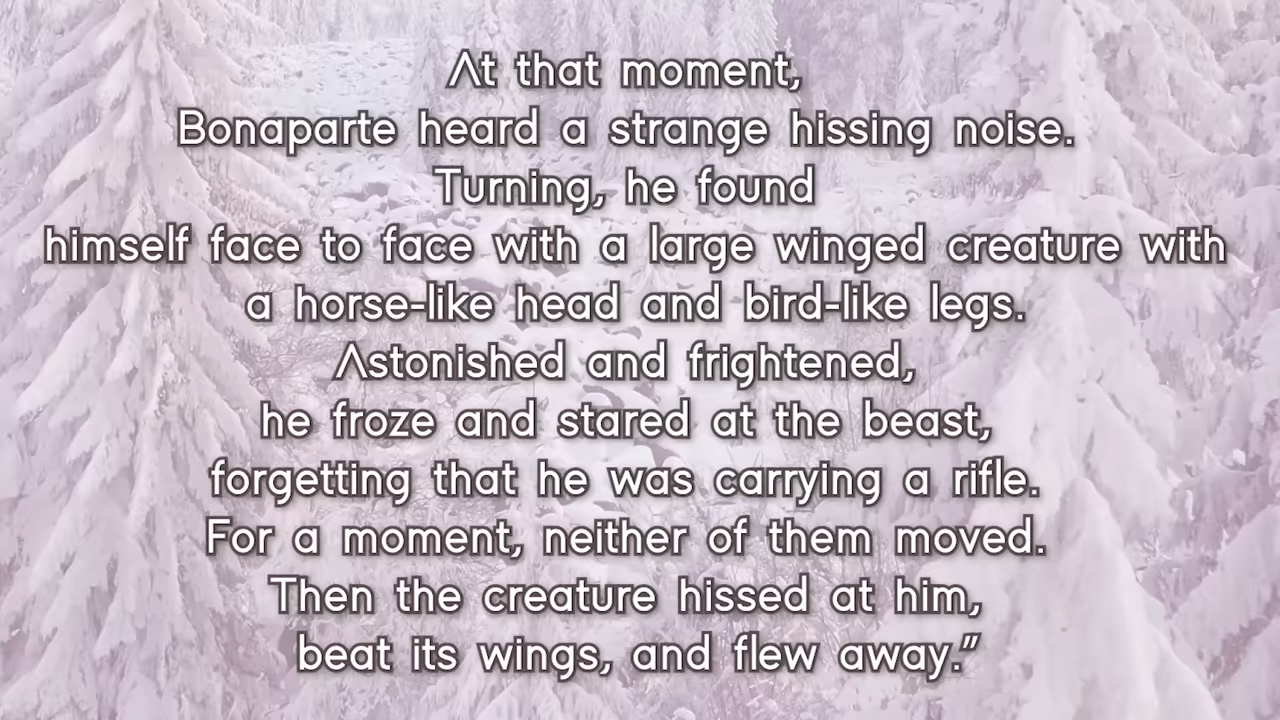 At that moment,
Bonaparte heard a strange hissing noise.
Turning, he found
himself face to face with a large winged creature with
a horse-like head and bird-like legs.
Astonished and frightened,
he froze and stared at the beast,
forgetting that he was carrying a rifle.
For a moment, neither of them moved.
Then the creature hissed at him,
beat its wings, and flew away.”